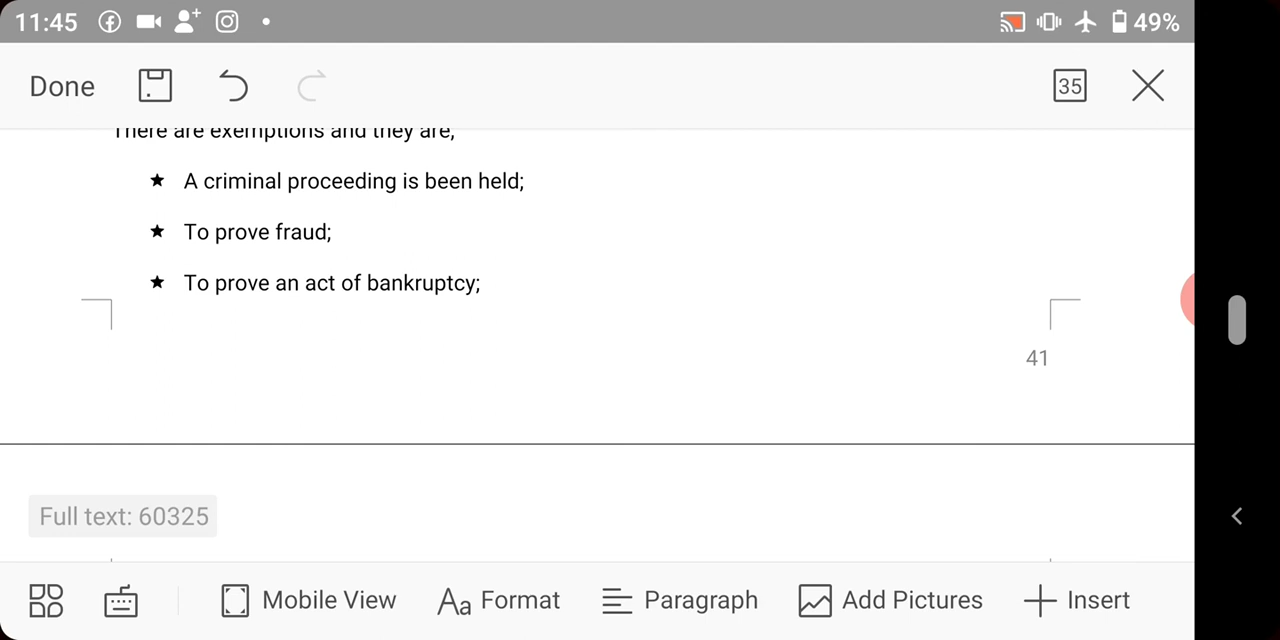 11:45
49%
Done
35
There are exemptions and they are,
★ A criminal proceeding is been held;
★ To prove fraud;
★ To prove an act of bankruptcy;
41
Full text: 60325
Mobile View
Aa Format
Paragraph
Add Pictures
Insert